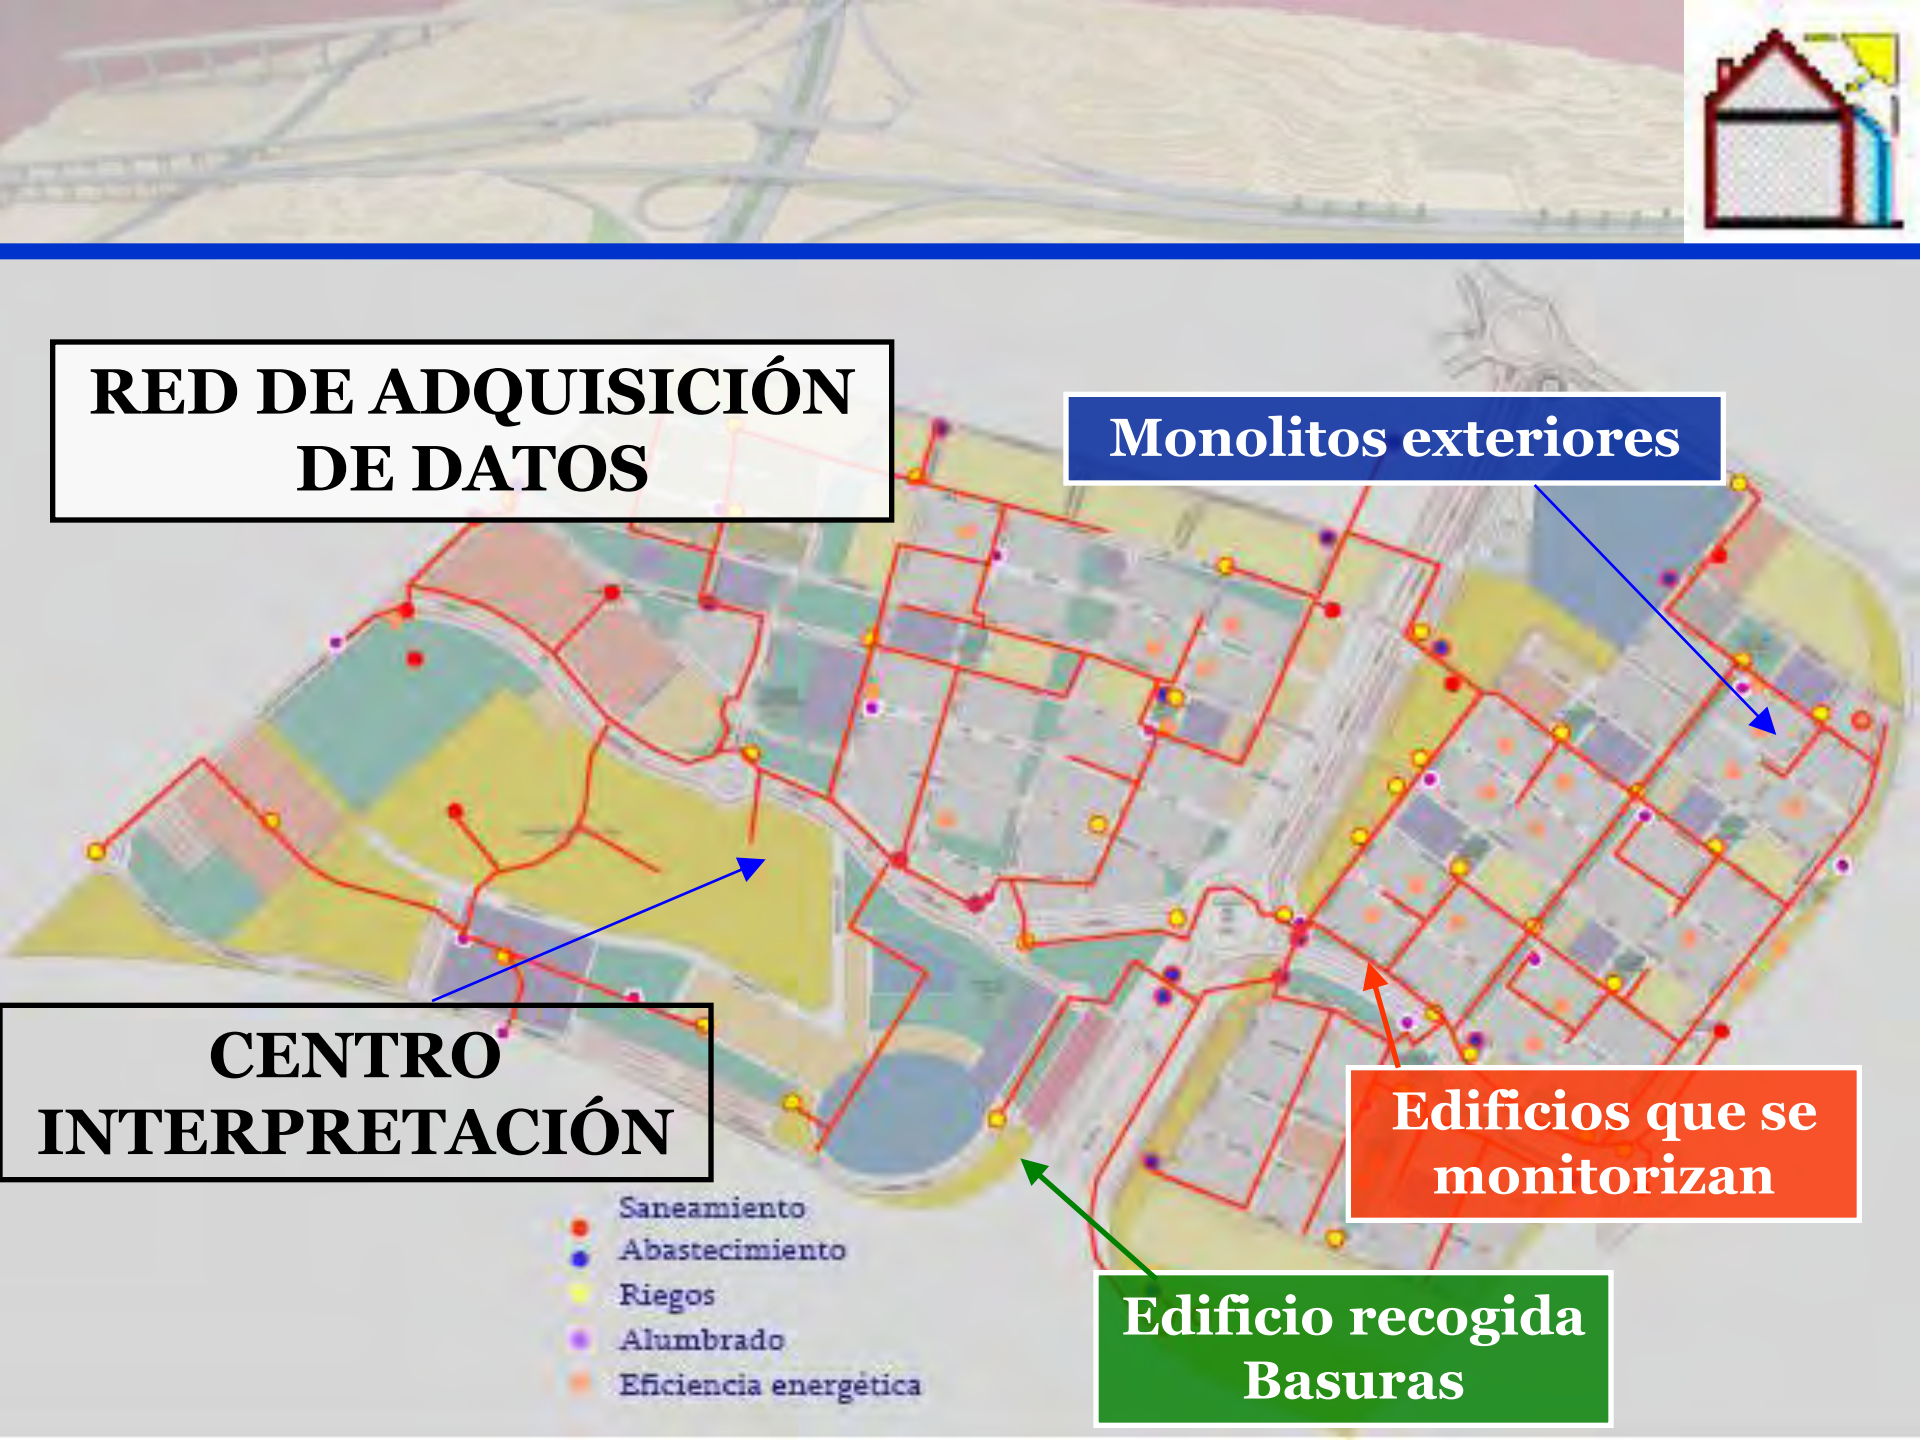 RED DE ADQUISICIÓN
DE DATOS
Monolitos exteriores
CENTRO
INTERPRETACIÓN
Edificios que se
monitorizan
Edificio recogida
Basuras
Saneamiento
Abastecimiento
Riegos
Alumbrado
Eficiencia energética